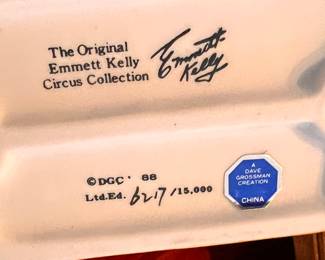 The Original
Emmett Kelly
Circus Collection
Emmett
Kelly
©DGC ' 88
Ltd.Ed. 6217/15,000
A
DAVE
GROSSMAN
CREATION
CHINA